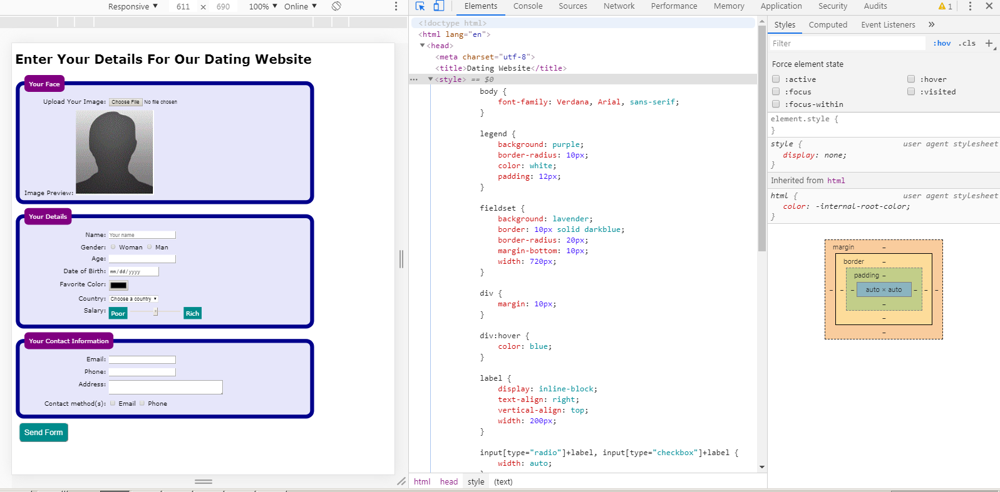 Responsive ▼ 611 × 690 100% ▼ Online ▼
Enter Your Details For Our Dating Website
Your Face
Upload Your Image: Choose File No file chosen
Image Preview:
Your Details
Name: Your name
Gender: Woman Man
Age:
Date of Birth: mm/dd/yyyy
Favorite Color:
Country: Choose a country
Salary: Poor Rich
Your Contact Information
Email:
Phone:
Address:
Contact method(s): Email Phone
Send Form
Elements Console Sources Network Performance Memory Application Security Audits 1
<!doctype html>
<html lang="en">
<head>
<meta charset="utf-8">
<title>Dating Website</title>
<style> == $0
body {
font-family: Verdana, Arial, sans-serif;
}
legend {
background: purple;
border-radius: 10px;
color: white;
padding: 12px;
}
fieldset {
background: lavender;
border: 10px solid darkblue;
border-radius: 20px;
margin-bottom: 10px;
width: 720px;
}
div {
margin: 10px;
}
div:hover {
color: blue;
}
label {
display: inline-block;
text-align: right;
vertical-align: top;
width: 200px;
}
input[type="radio"]+label, input[type="checkbox"]+label {
width: auto;
html head style (text)
Styles Computed Event Listeners »
Filter :hov .cls +
Force element state
:active :hover
:focus :visited
:focus-within
element.style {
}
style { user agent stylesheet
display: none;
}
Inherited from html
html { user agent stylesheet
color: -internal-root-color;
}
margin –
border –
padding –
– – – auto × auto – – –
–
–
–